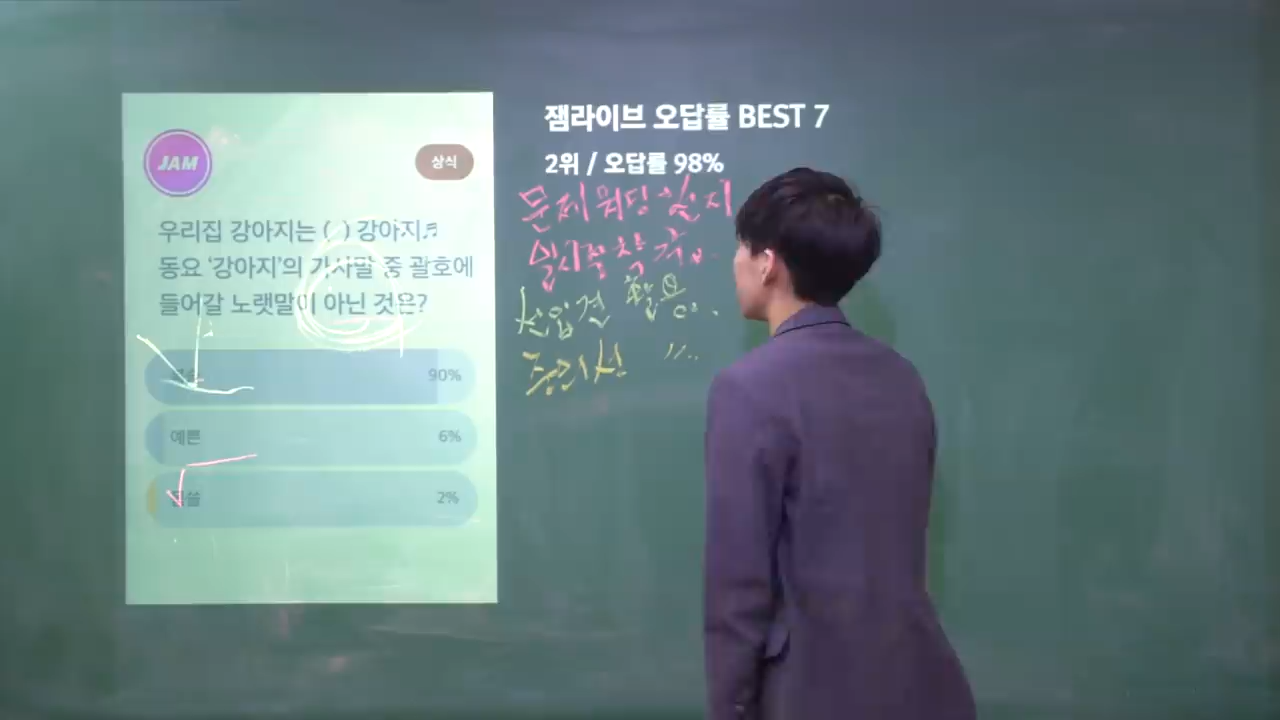 잼라이브 오답률 BEST 7
2위 / 오답률 98%
JAM
상식
우리집 강아지는 ( ) 강아지♬
동요 '강아지'의 가사말 중 괄호에
들어갈 노랫말이 아닌 것은?
90%
예쁜 6%
2%
문제 워딩 인지
일시중착각..
선입견 활용..